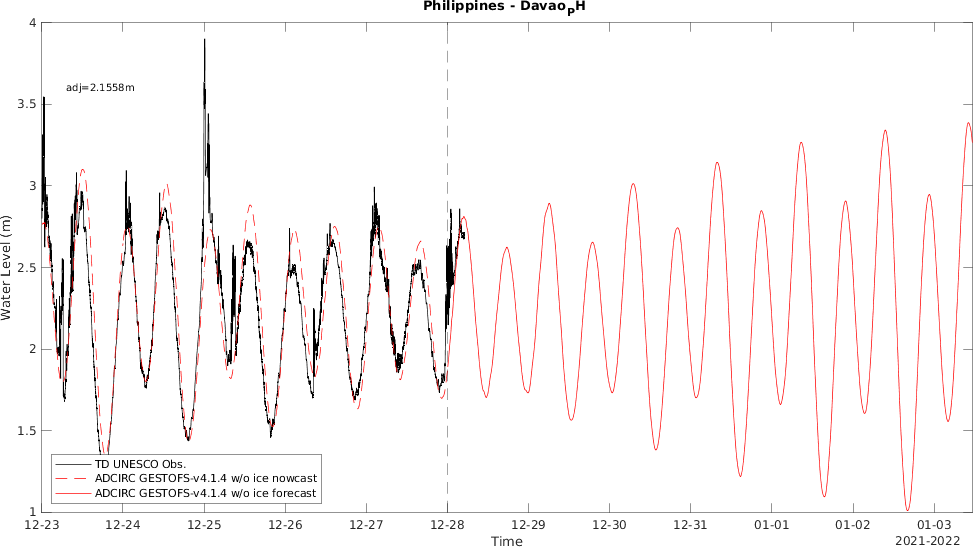 Philippines - DavaoPH
4
3.5
3
2.5
2
1.5
1
Water Level (m)
adj=2.1558m
TD UNESCO Obs.
ADCIRC GESTOFS-v4.1.4 w/o ice nowcast
ADCIRC GESTOFS-v4.1.4 w/o ice forecast
12-23 12-24 12-25 12-26 12-27 12-28 12-29 12-30 12-31 01-01 01-02 01-03
Time
2021-2022